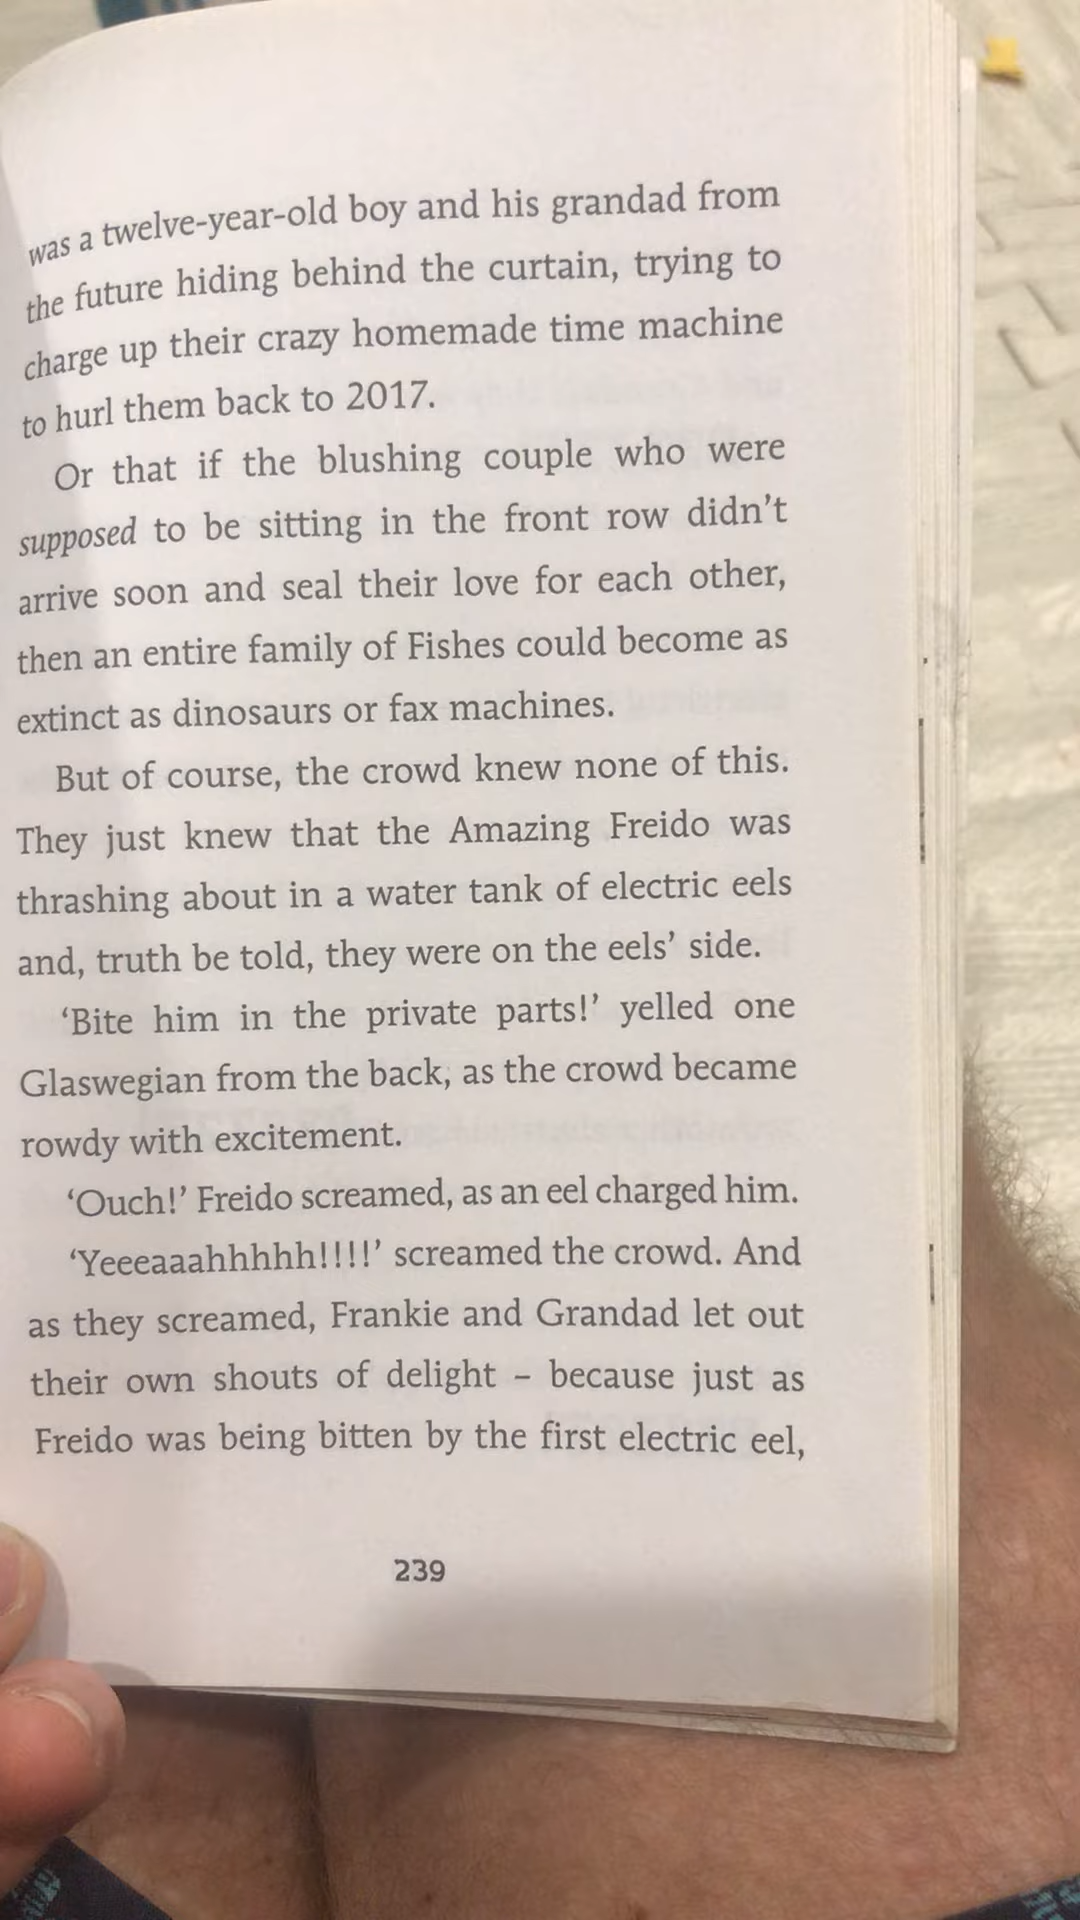 was a twelve-year-old boy and his grandad from
the future hiding behind the curtain, trying to
charge up their crazy homemade time machine
to hurl them back to 2017.
Or that if the blushing couple who were
supposed to be sitting in the front row didn’t
arrive soon and seal their love for each other,
then an entire family of Fishes could become as
extinct as dinosaurs or fax machines.
But of course, the crowd knew none of this.
They just knew that the Amazing Freido was
thrashing about in a water tank of electric eels
and, truth be told, they were on the eels’ side.
‘Bite him in the private parts!’ yelled one
Glaswegian from the back, as the crowd became
rowdy with excitement.
‘Ouch!’ Freido screamed, as an eel charged him.
‘Yeeeaaahhhhh!!!!’ screamed the crowd. And
as they screamed, Frankie and Grandad let out
their own shouts of delight – because just as
Freido was being bitten by the first electric eel,
239